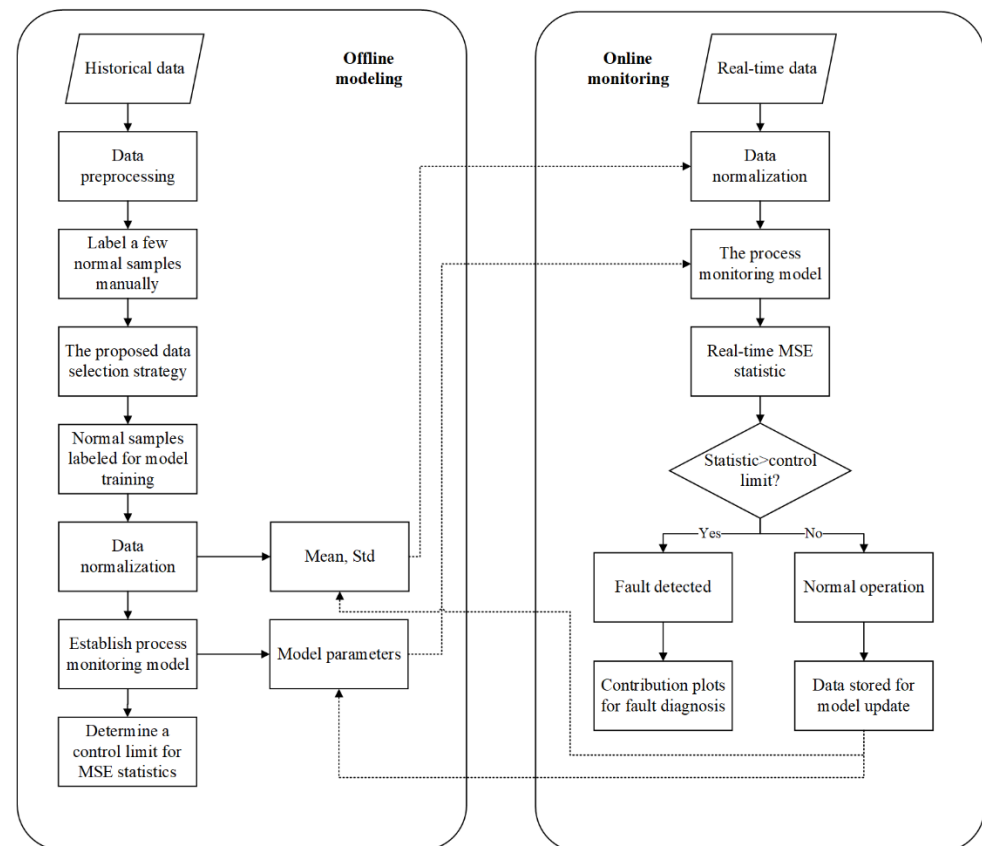 Historical data
Offline
modeling
Data
preprocessing
Label a few
normal samples
manually
The proposed data
selection strategy
Normal samples
labeled for model
training
Data
normalization
Mean, Std
Establish process
monitoring model
Model parameters
Determine a
control limit for
MSE statistics
Online
monitoring
Real-time data
Data
normalization
The process
monitoring model
Real-time MSE
statistic
Statistic>control
limit?
Yes
No
Fault detected
Normal operation
Contribution plots
for fault diagnosis
Data stored for
model update